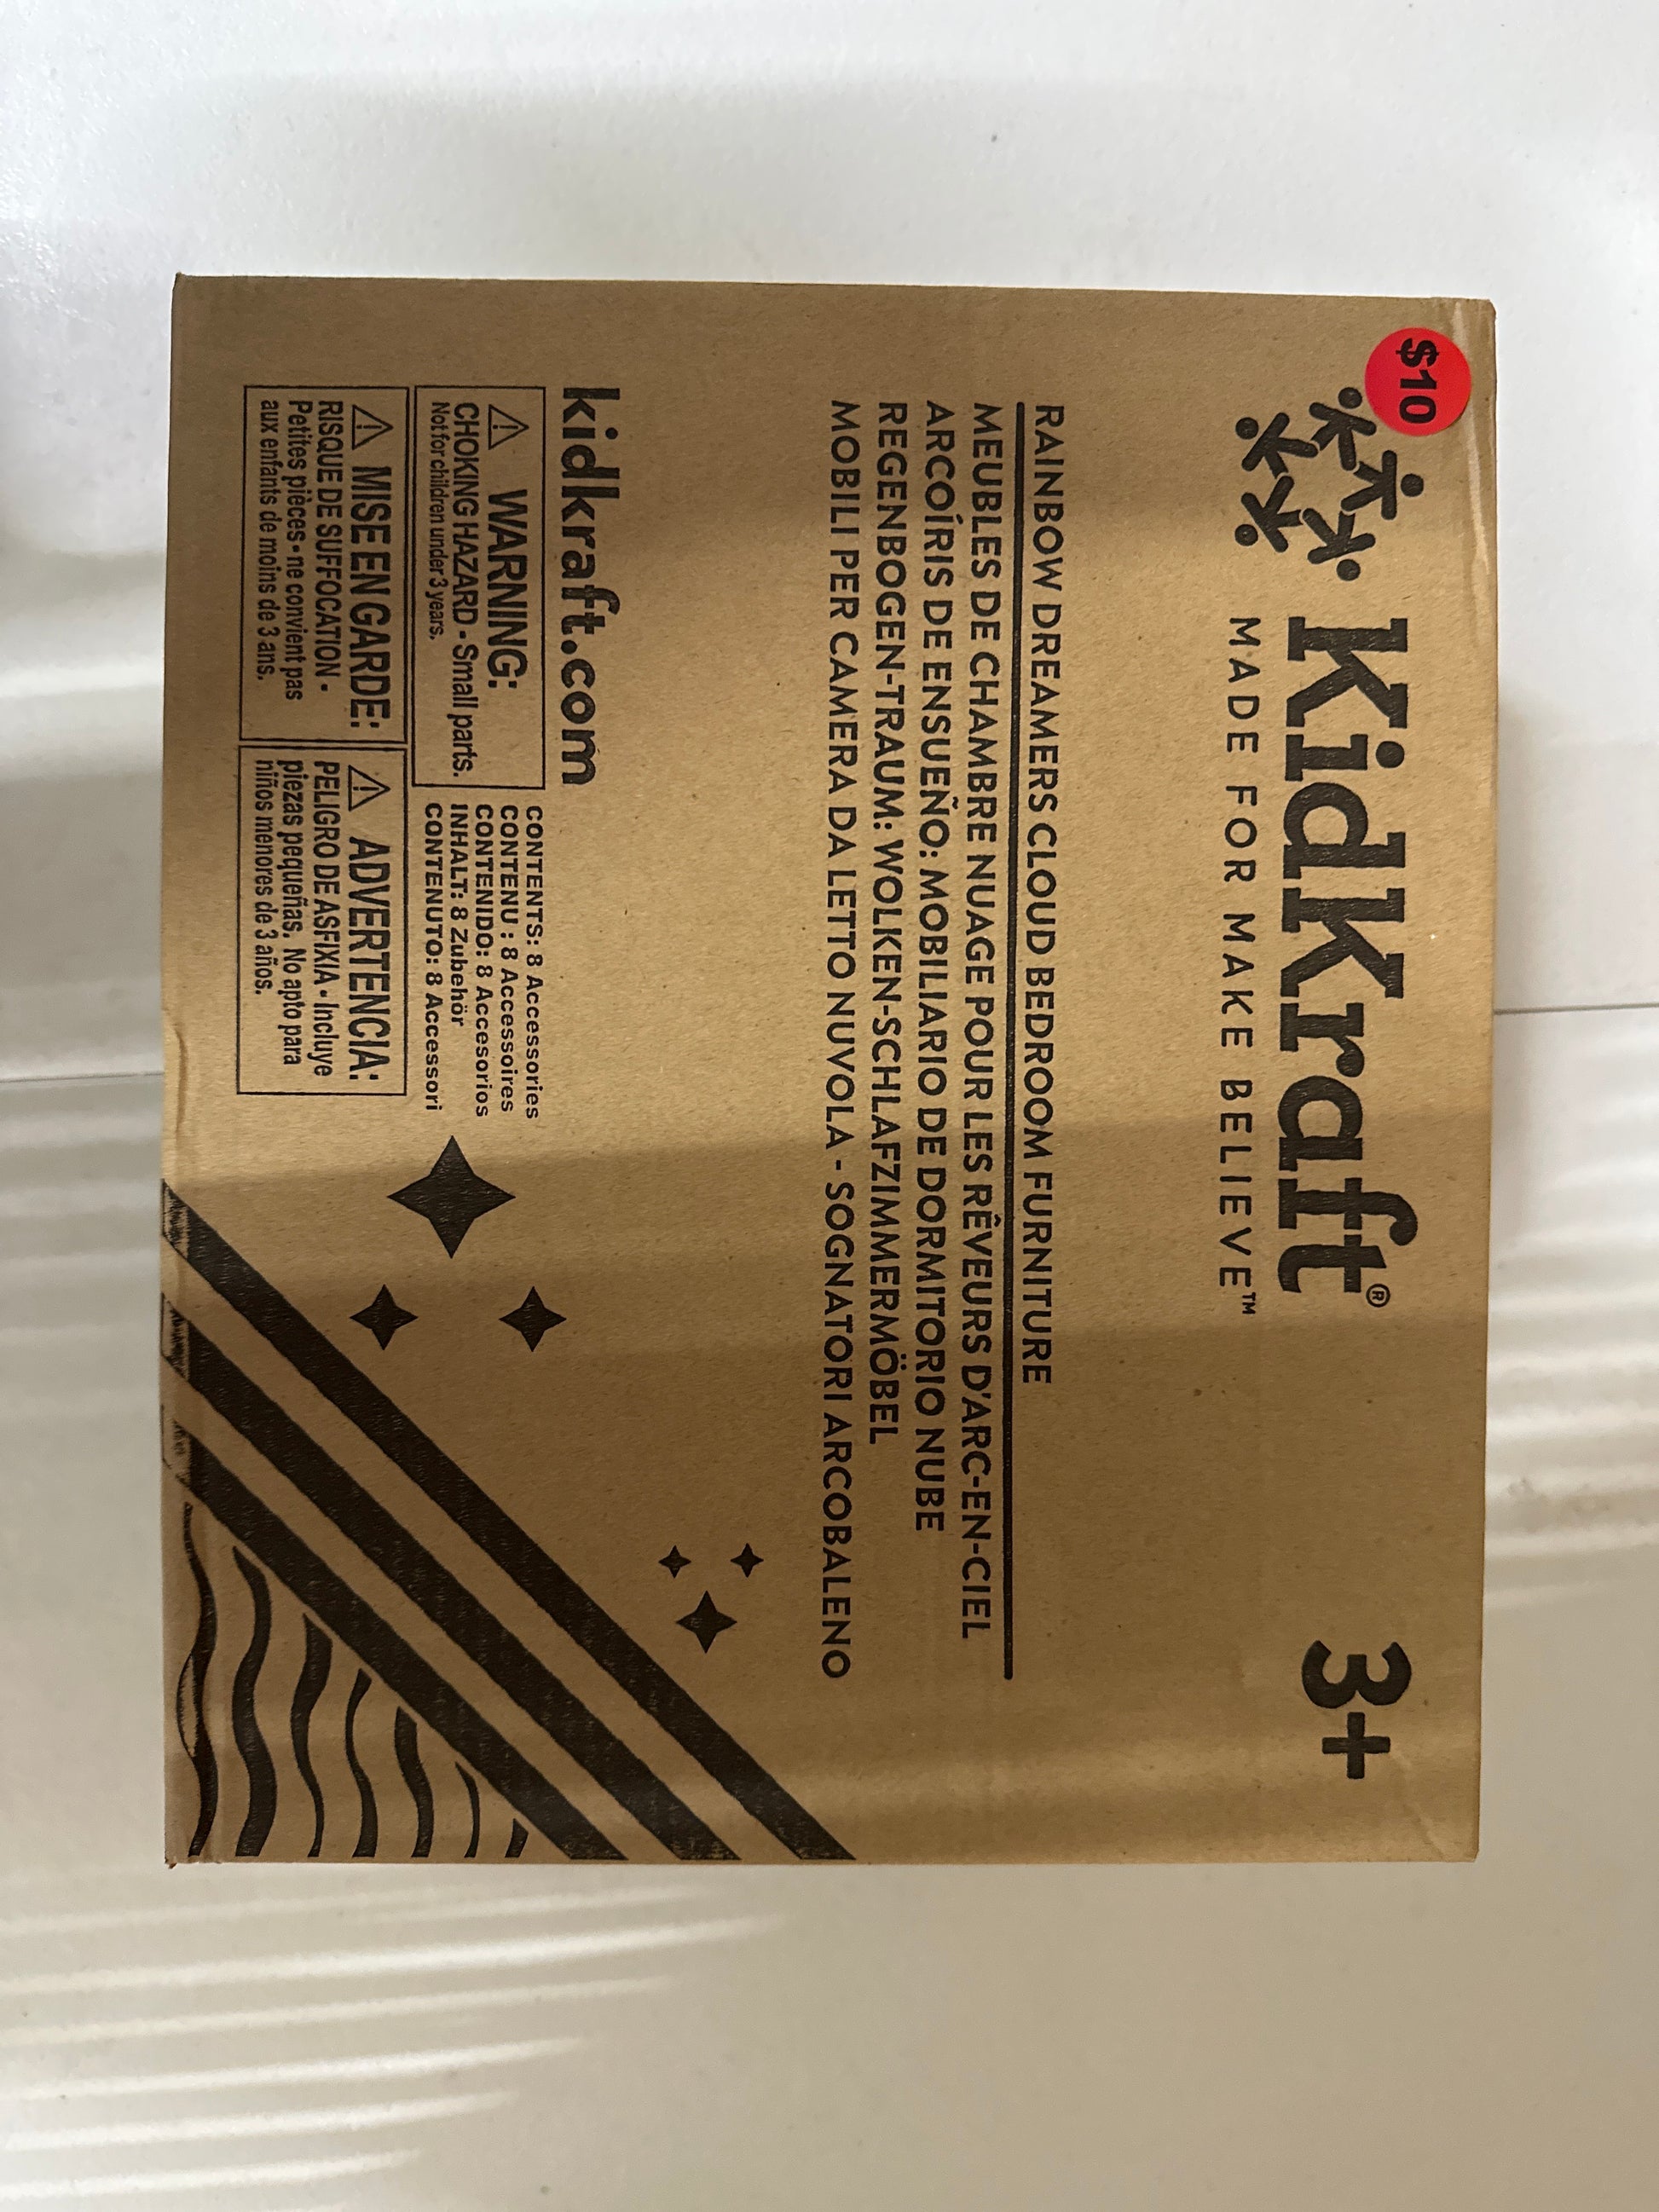 $10
KidKraft®
MADE FOR MAKE BELIEVE™
3+
RAINBOW DREAMERS CLOUD BEDROOM FURNITURE
MEUBLES DE CHAMBRE NUAGE POUR LES RÊVEURS D'ARC-EN-CIEL
ARCOÍRIS DE ENSUEÑO: MOBILIARIO DE DORMITORIO NUBE
REGENBOGEN-TRAUM: WOLKEN-SCHLAFZIMMERMÖBEL
MOBILI PER CAMERA DA LETTO NUVOLA - SOGNATORI ARCOBALENO
kidkraft.com
WARNING:
CHOKING HAZARD - Small parts.
Not for children under 3 years.
CONTENTS: 8 Accessories
CONTENU : 8 Accessoires
CONTENIDO: 8 Accesorios
INHALT: 8 Zubehör
CONTENUTO: 8 Accessori
MISE EN GARDE:
RISQUE DE SUFFOCATION -
Petites pièces - ne convient pas
aux enfants de moins de 3 ans.
ADVERTENCIA:
PELIGRO DE ASFIXIA - Incluye
piezas pequeñas. No apto para
niños menores de 3 años.